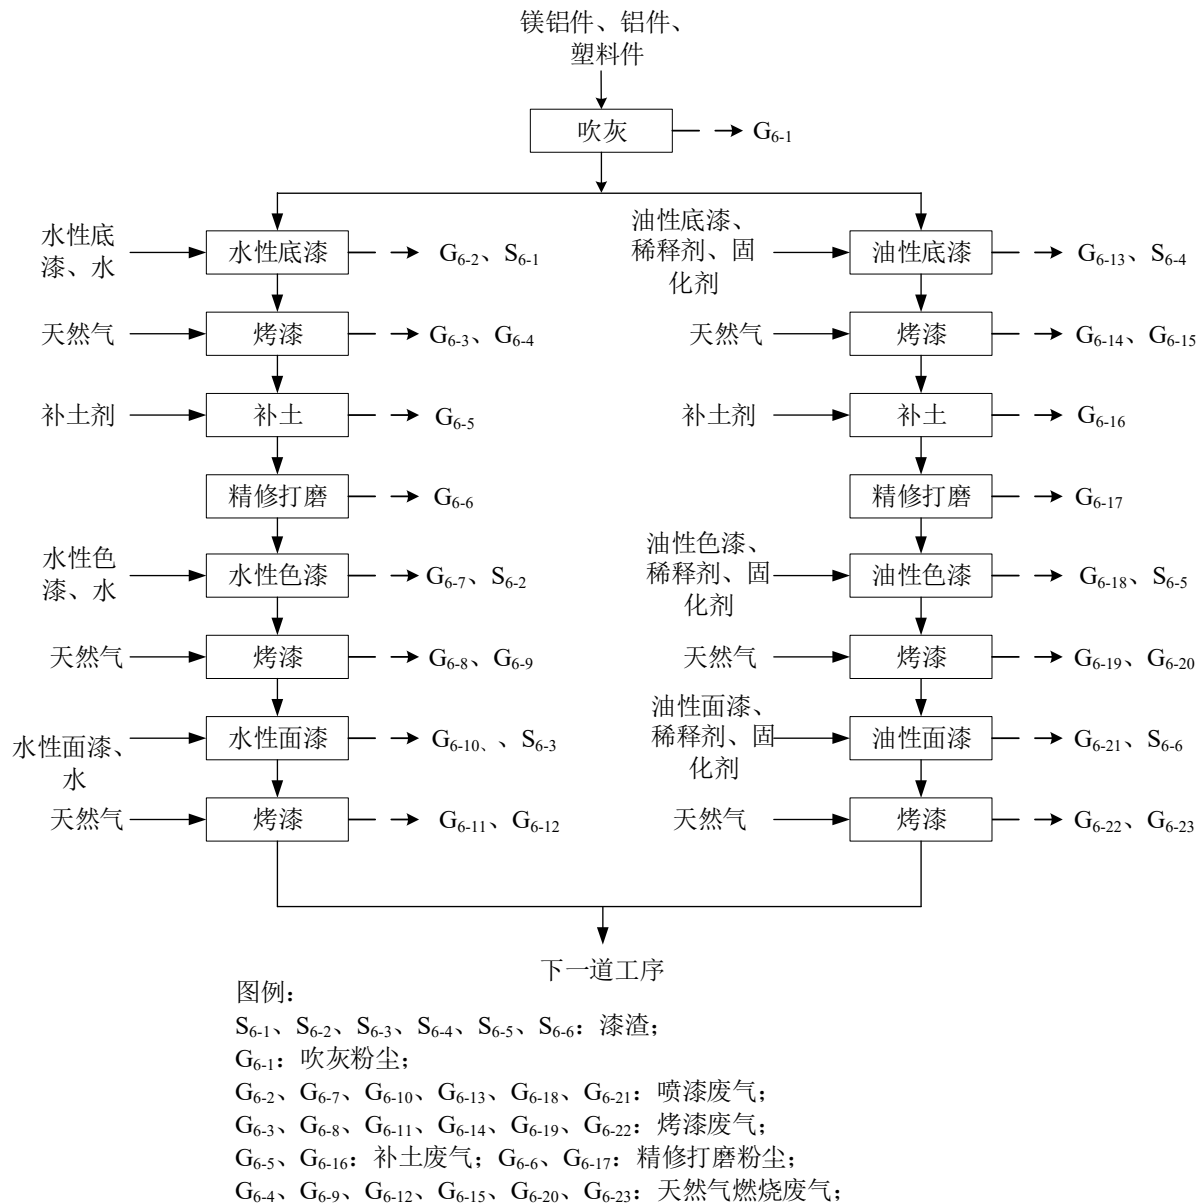 镁铝件、铝件、
塑料件
吹灰
G6-1
水性底
漆、水
水性底漆
G6-2、S6-1
油性底漆、
稀释剂、固
化剂
油性底漆
G6-13、S6-4
天然气
烤漆
G6-3、G6-4
天然气
烤漆
G6-14、G6-15
补土剂
补土
G6-5
补土剂
补土
G6-16
精修打磨
G6-6
精修打磨
G6-17
水性色
漆、水
水性色漆
G6-7、S6-2
油性色漆、
稀释剂、固
化剂
油性色漆
G6-18、S6-5
天然气
烤漆
G6-8、G6-9
天然气
烤漆
G6-19、G6-20
水性面漆、
水
水性面漆
G6-10、、S6-3
油性面漆、
稀释剂、固
化剂
油性面漆
G6-21、S6-6
天然气
烤漆
G6-11、G6-12
天然气
烤漆
G6-22、G6-23
下一道工序
图例：
S6-1、S6-2、S6-3、S6-4、S6-5、S6-6：漆渣；
G6-1：吹灰粉尘；
G6-2、G6-7、G6-10、G6-13、G6-18、G6-21：喷漆废气；
G6-3、G6-8、G6-11、G6-14、G6-19、G6-22：烤漆废气；
G6-5、G6-16：补土废气；G6-6、G6-17：精修打磨粉尘；
G6-4、G6-9、G6-12、G6-15、G6-20、G6-23：天然气燃烧废气；